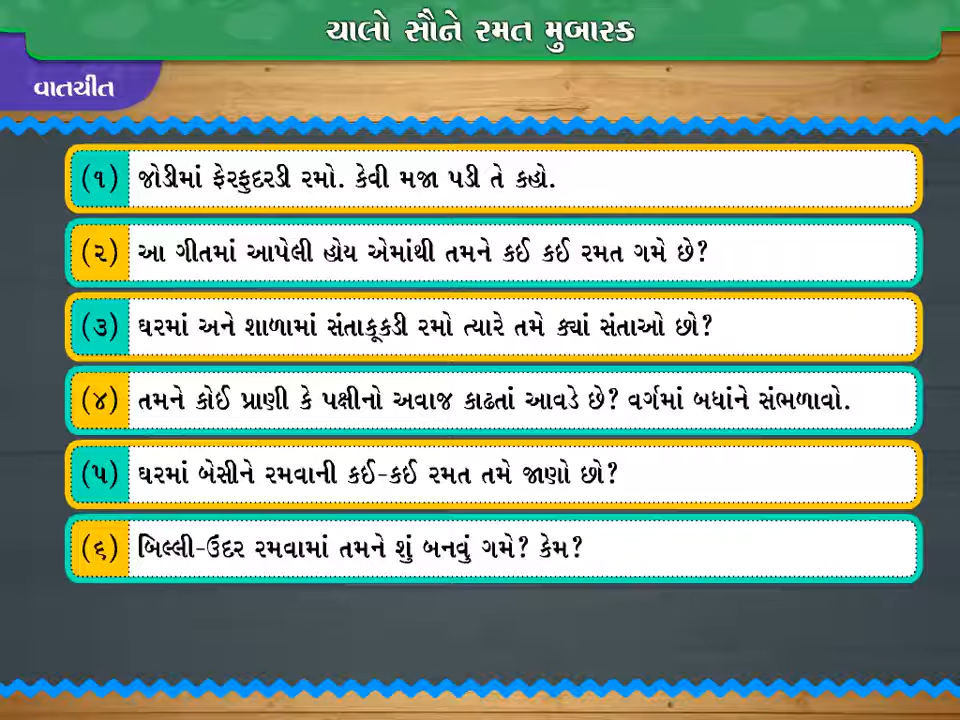 ચાલો સૌને રમત મુબારક
વાતચીત
(૧) જોડીમાં ફેરફુદરડી રમો. કેવી મજા પડી તે કહો.
(૨) આ ગીતમાં આપેલી હોય એમાંથી તમને કઈ કઈ રમત ગમે છે?
(૩) ઘરમાં અને શાળામાં સંતાકૂકડી રમો ત્યારે તમે ક્યાં સંતાઓ છો?
(૪) તમને કોઈ પ્રાણી કે પક્ષીનો અવાજ કાઢતાં આવડે છે? વર્ગમાં બધાંને સંભળાવો.
(૫) ઘરમાં બેસીને રમવાની કઈ-કઈ રમત તમે જાણો છો?
(૬) બિલ્લી-ઉંદર રમવામાં તમને શું બનવું ગમે? કેમ?